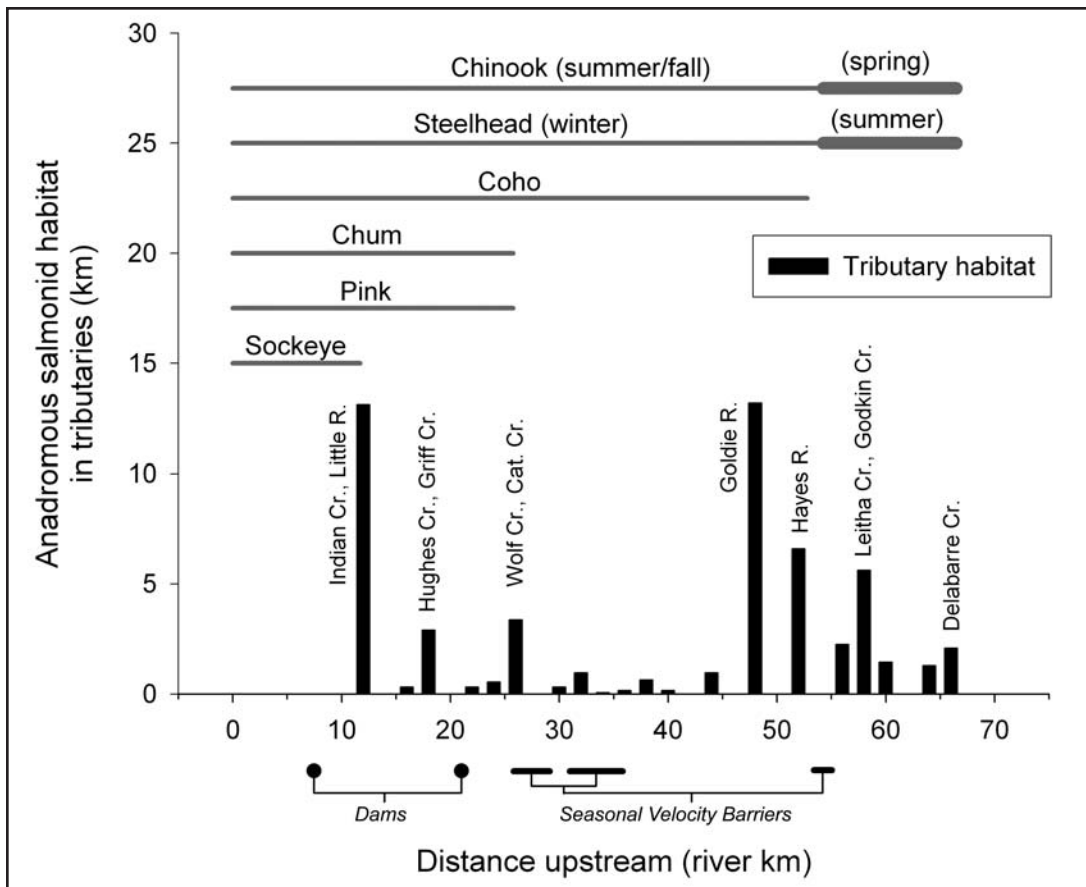 Anadromous salmonid habitat
in tributaries (km)
30
25
20
15
10
5
0
Chinook (summer/fall)
(spring)
Steelhead (winter)
(summer)
Coho
Chum
Pink
Sockeye
Tributary habitat
Indian Cr., Little R.
Hughes Cr., Griff Cr.
Wolf Cr., Cat. Cr.
Goldie R.
Hayes R.
Leitha Cr., Godkin Cr.
Delabarre Cr.
0 10 20 30 40 50 60 70
Dams
Seasonal Velocity Barriers
Distance upstream (river km)